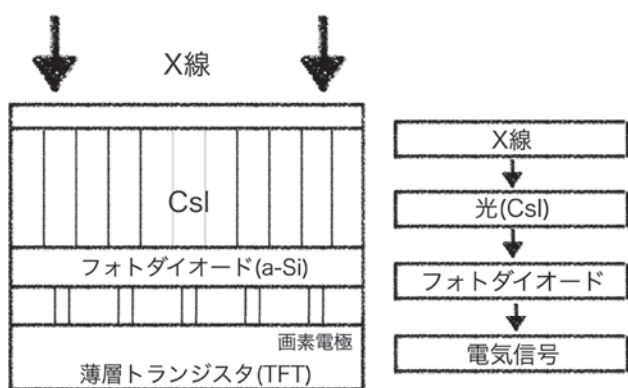 X線
CsI
フォトダイオード(a-Si)
画素電極
薄層トランジスタ(TFT)
X線
光(CsI)
フォトダイオード
電気信号